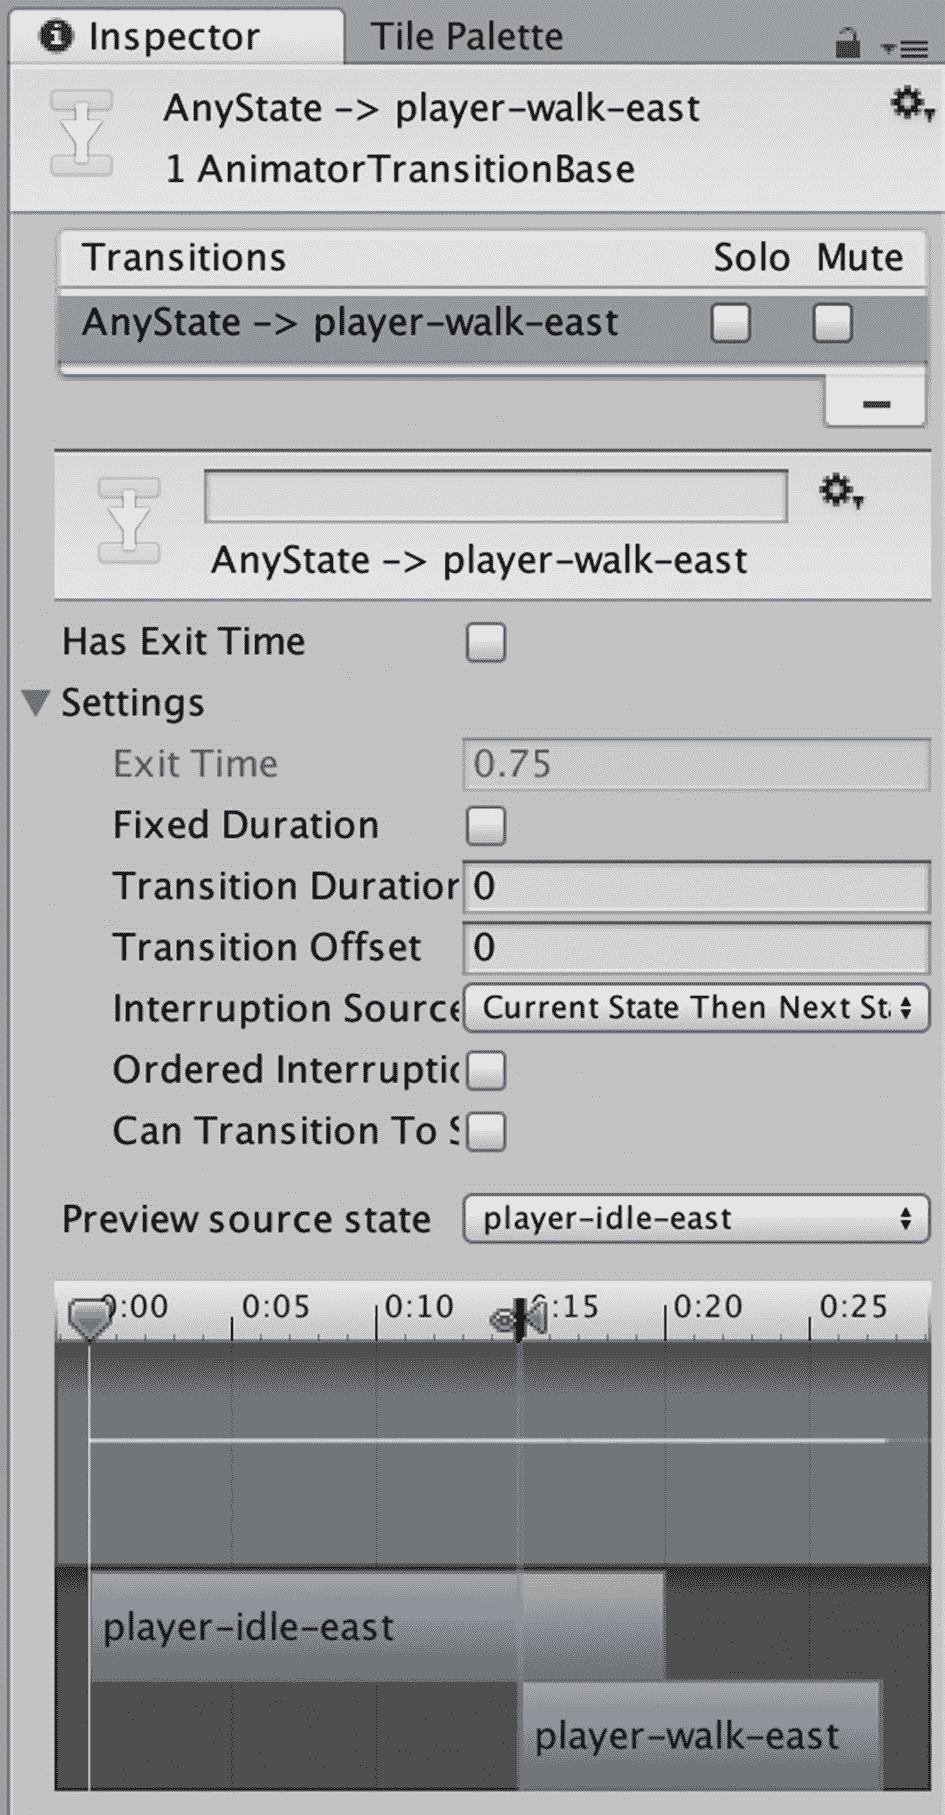 Inspector Tile Palette
AnyState -> player-walk-east
1 AnimatorTransitionBase
Transitions Solo Mute
AnyState -> player-walk-east
AnyState -> player-walk-east
Has Exit Time
Settings
Exit Time 0.75
Fixed Duration
Transition Duration 0
Transition Offset 0
Interruption Source Current State Then Next St
Ordered Interruptic
Can Transition To S
Preview source state player-idle-east
0:00 0:05 0:10 0:15 0:20 0:25
player-idle-east
player-walk-east